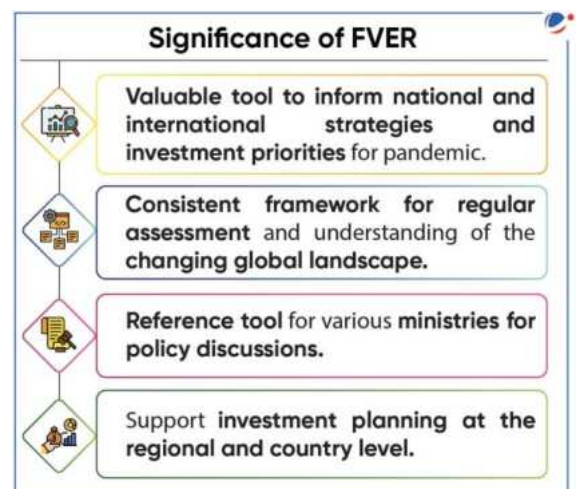 Significance of FVER
Valuable tool to inform national and
international strategies and
investment priorities for pandemic.
Consistent framework for regular
assessment and understanding of the
changing global landscape.
Reference tool for various ministries for
policy discussions.
Support investment planning at the
regional and country level.